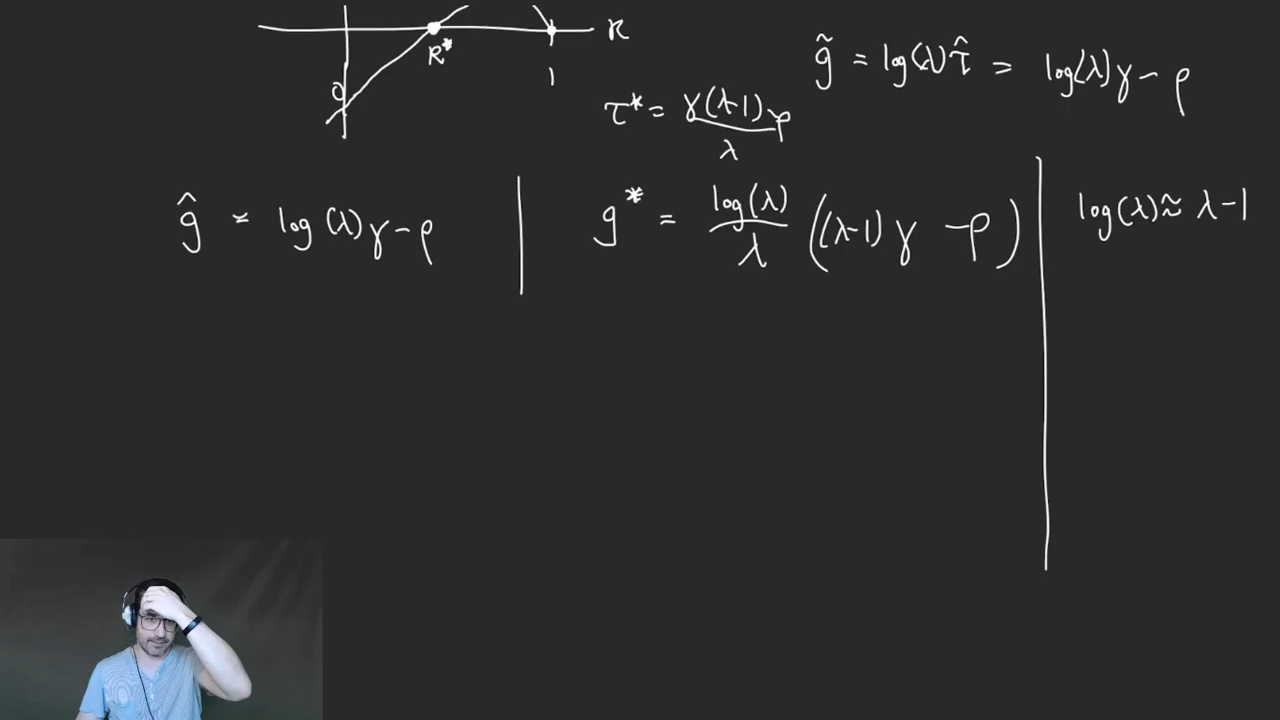 R
R*
0
1
g̃ = log(λ) τ̂ = log(λ) γ - ρ
τ* = γ(λ-1) - ρ / λ
ĝ = log(λ) γ - ρ
g* = log(λ) / λ ((λ-1) γ - ρ)
log(λ) ≈ λ - 1